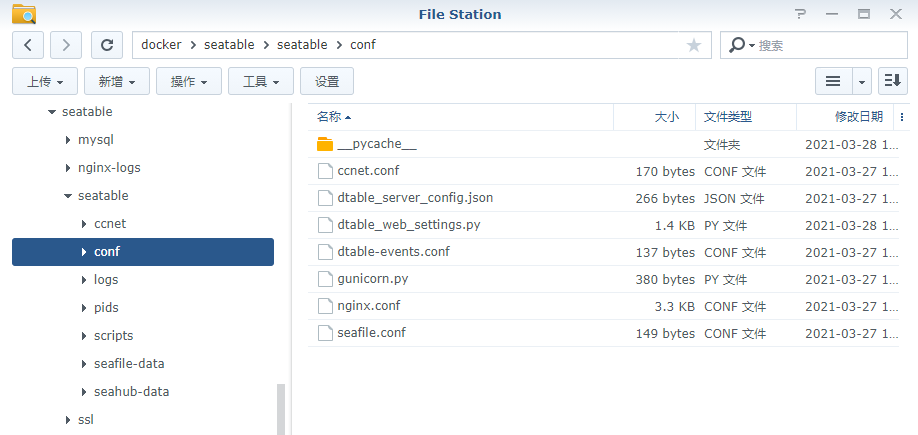 File Station
docker > seatable > seatable > conf
搜索
上传 新增 操作 工具 设置
seatable
mysql
nginx-logs
seatable
ccnet
conf
logs
pids
scripts
seafile-data
seahub-data
ssl
名称 大小 文件类型 修改日期
__pycache__ 文件夹 2021-03-28 1...
ccnet.conf 170 bytes CONF 文件 2021-03-27 1...
dtable_server_config.json 266 bytes JSON 文件 2021-03-27 1...
dtable_web_settings.py 1.4 KB PY 文件 2021-03-28 1...
dtable-events.conf 137 bytes CONF 文件 2021-03-27 1...
gunicorn.py 380 bytes PY 文件 2021-03-27 1...
nginx.conf 3.3 KB CONF 文件 2021-03-27 1...
seafile.conf 149 bytes CONF 文件 2021-03-27 1...